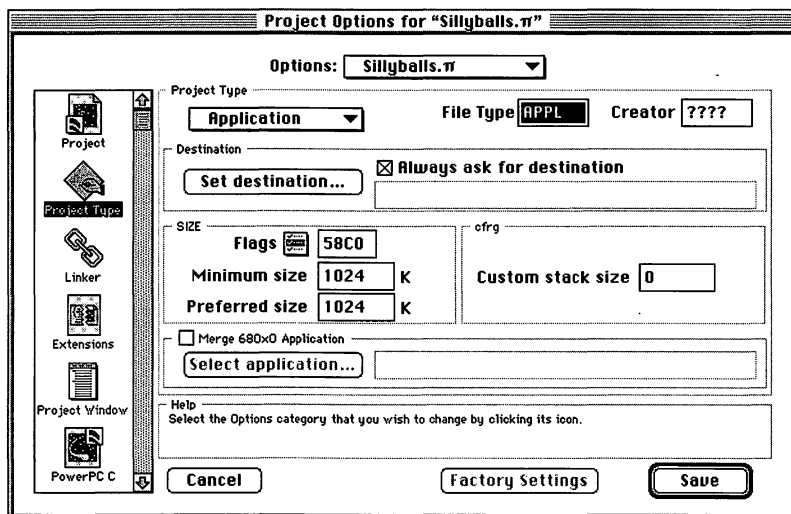 Project Options for “Sillyballs.π”
Options: Sillyballs.π
Project
Project Type
Linker
Extensions
Project Window
PowerPC C
Project Type
Application
File Type APPL
Creator ????
Destination
Set destination...
Always ask for destination
SIZE
Flags 58C0
Minimum size 1024 K
Preferred size 1024 K
cfrg
Custom stack size 0
Merge 680x0 Application
Select application...
Help
Select the Options category that you wish to change by clicking its icon.
Cancel
Factory Settings
Save